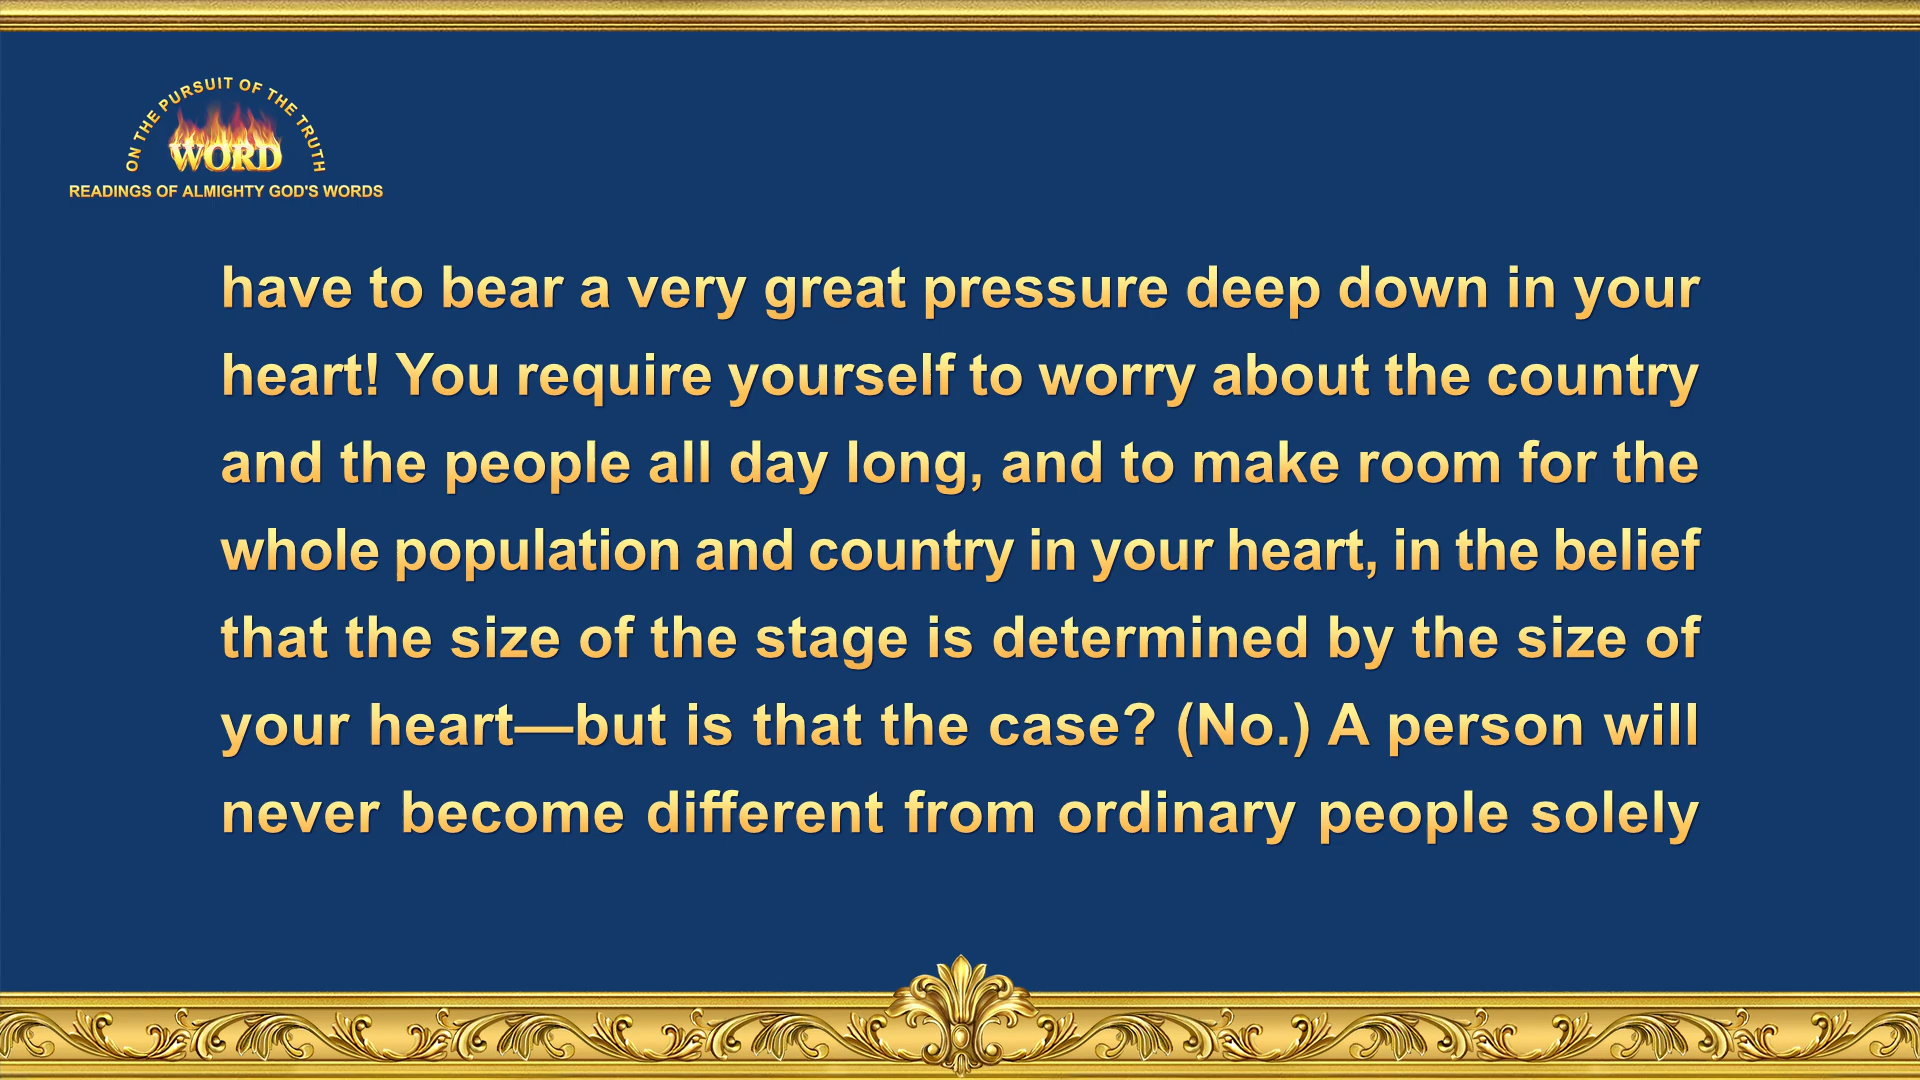 ON THE PURSUIT OF THE TRUTH
WORD
READINGS OF ALMIGHTY GOD'S WORDS
have to bear a very great pressure deep down in your
heart! You require yourself to worry about the country
and the people all day long, and to make room for the
whole population and country in your heart, in the belief
that the size of the stage is determined by the size of
your heart—but is that the case? (No.) A person will
never become different from ordinary people solely